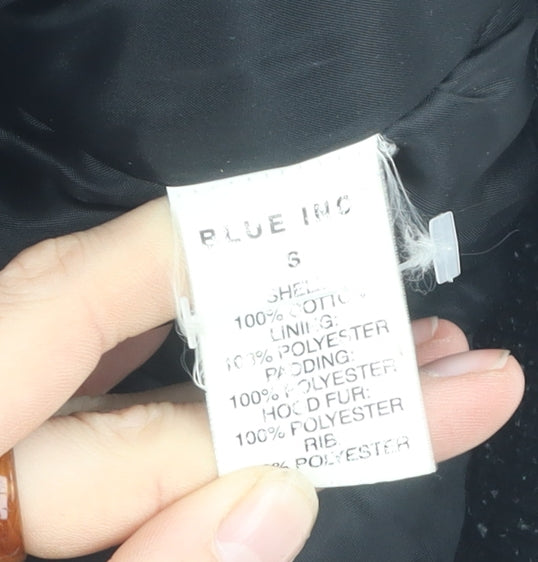 BLUE INC
S
SHELL:
100% COTTON
LINING:
100% POLYESTER
PADDING:
100% POLYESTER
HOOD FUR:
100% POLYESTER
RIB:
% POLYESTER